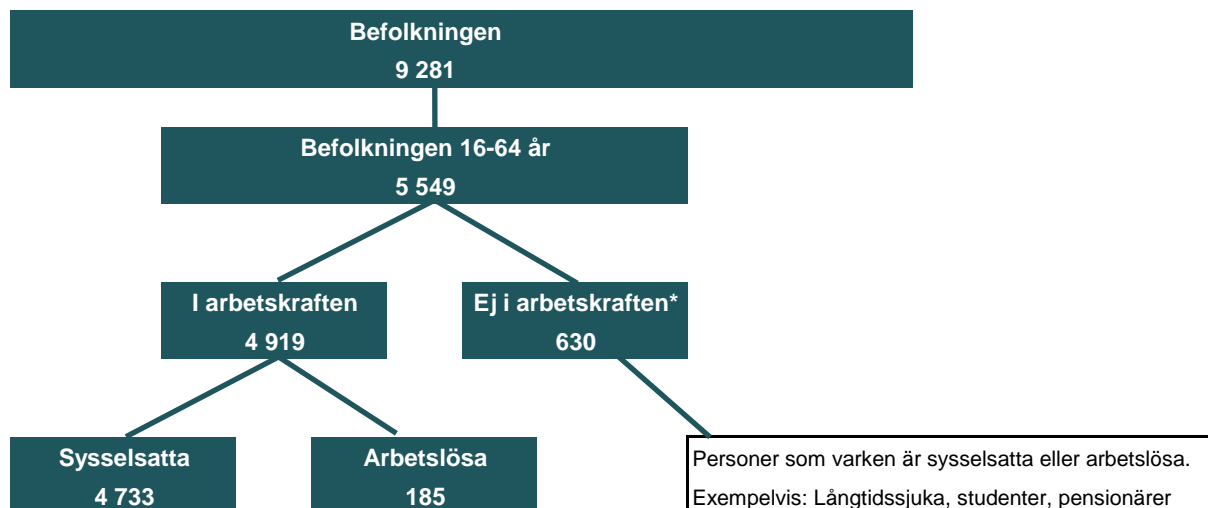 Befolkningen
9 281
Befolkningen 16-64 år
5 549
I arbetskraften
4 919
Ej i arbetskraften*
630
Sysselsatta
4 733
Arbetslösa
185
Personer som varken är sysselsatta eller arbetslösa.
Exempelvis: Långtidssjuka, studenter, pensionärer